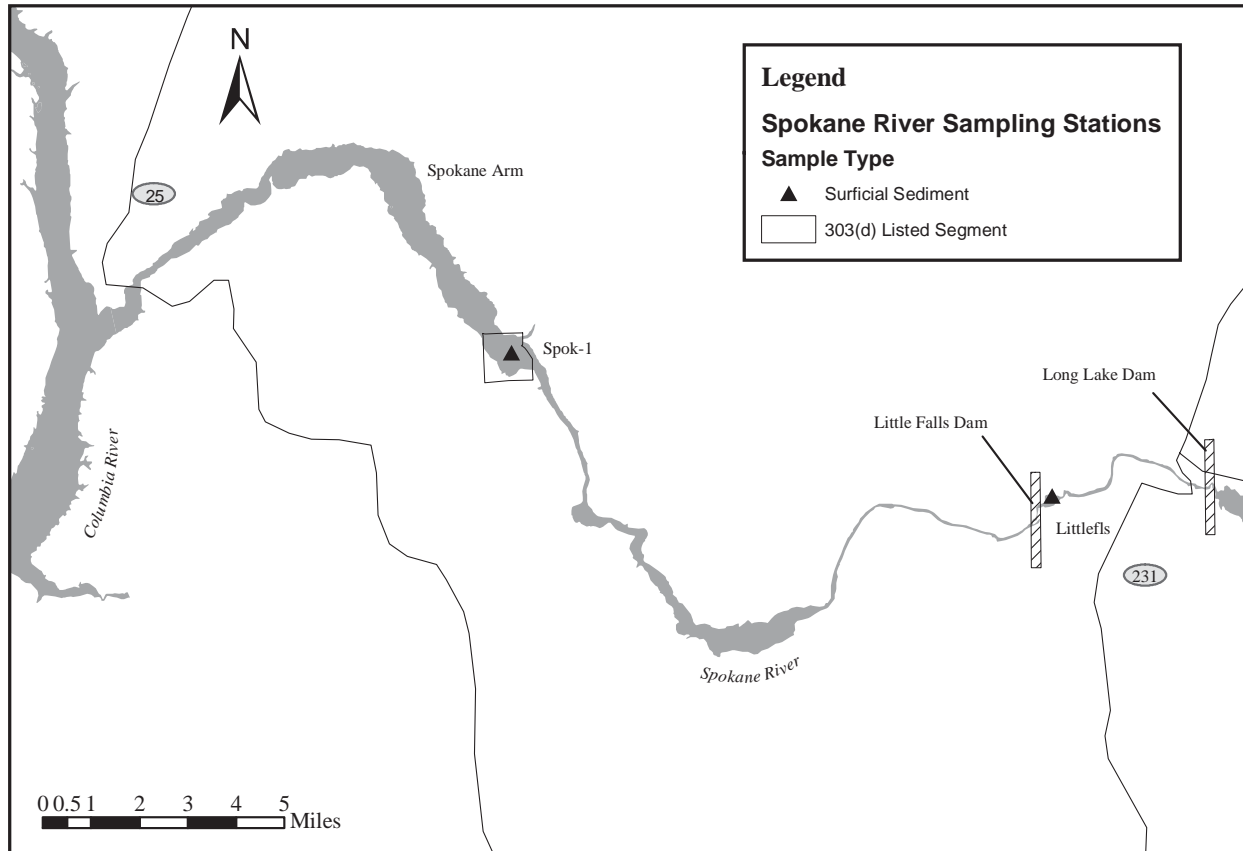 N
Legend
Spokane River Sampling Stations
Sample Type
Surficial Sediment
303(d) Listed Segment
Spokane Arm
25
Spok-1
Columbia River
Long Lake Dam
Little Falls Dam
Littlefls
231
Spokane River
0 0.5 1 2 3 4 5
Miles